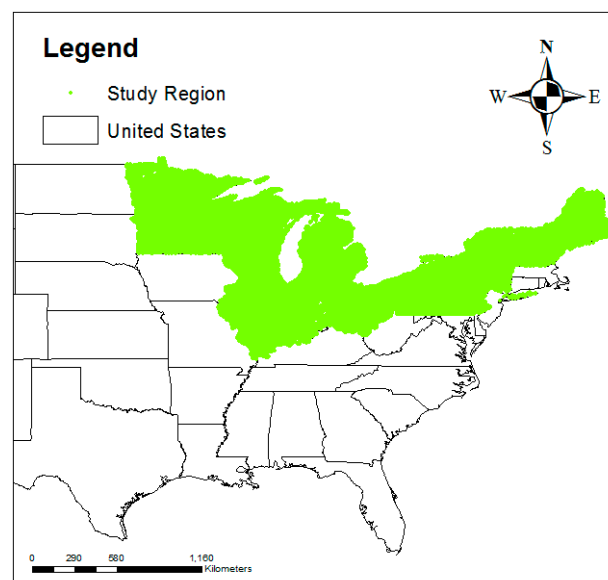 Legend
Study Region
United States
N
W E
S
0 290 580 1,160
Kilometers